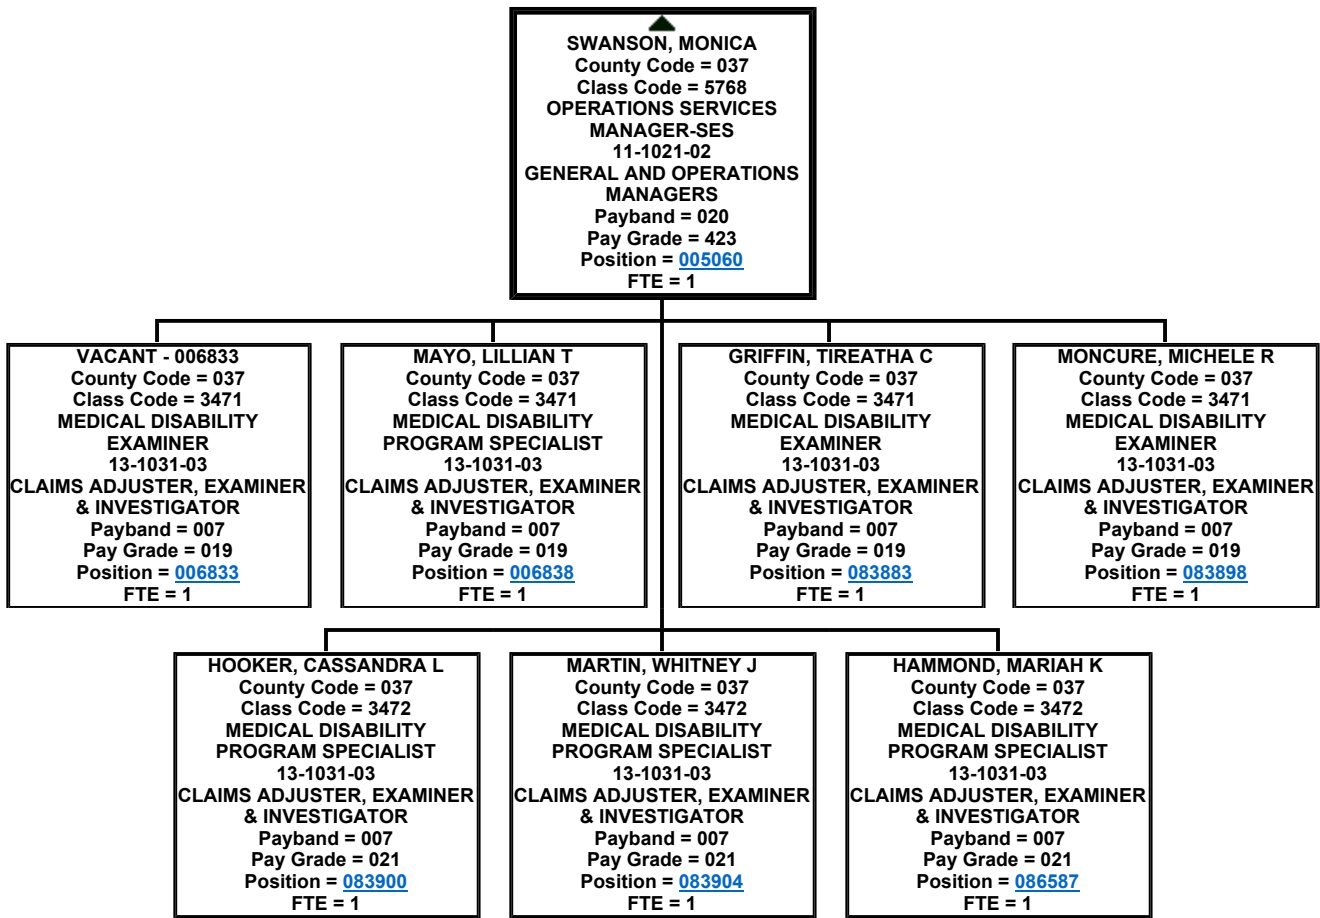 SWANSON, MONICA
County Code = 037
Class Code = 5768
OPERATIONS SERVICES
MANAGER-SES
11-1021-02
GENERAL AND OPERATIONS
MANAGERS
Payband = 020
Pay Grade = 423
Position = 005060
FTE = 1
VACANT - 006833
County Code = 037
Class Code = 3471
MEDICAL DISABILITY
EXAMINER
13-1031-03
CLAIMS ADJUSTER, EXAMINER
& INVESTIGATOR
Payband = 007
Pay Grade = 019
Position = 006833
FTE = 1
MAYO, LILLIAN T
County Code = 037
Class Code = 3471
MEDICAL DISABILITY
PROGRAM SPECIALIST
13-1031-03
CLAIMS ADJUSTER, EXAMINER
& INVESTIGATOR
Payband = 007
Pay Grade = 019
Position = 006838
FTE = 1
GRIFFIN, TIREATHA C
County Code = 037
Class Code = 3471
MEDICAL DISABILITY
EXAMINER
13-1031-03
CLAIMS ADJUSTER, EXAMINER
& INVESTIGATOR
Payband = 007
Pay Grade = 019
Position = 083883
FTE = 1
MONCURE, MICHELE R
County Code = 037
Class Code = 3471
MEDICAL DISABILITY
EXAMINER
13-1031-03
CLAIMS ADJUSTER, EXAMINER
& INVESTIGATOR
Payband = 007
Pay Grade = 019
Position = 083898
FTE = 1
HOOKER, CASSANDRA L
County Code = 037
Class Code = 3472
MEDICAL DISABILITY
PROGRAM SPECIALIST
13-1031-03
CLAIMS ADJUSTER, EXAMINER
& INVESTIGATOR
Payband = 007
Pay Grade = 021
Position = 083900
FTE = 1
MARTIN, WHITNEY J
County Code = 037
Class Code = 3472
MEDICAL DISABILITY
PROGRAM SPECIALIST
13-1031-03
CLAIMS ADJUSTER, EXAMINER
& INVESTIGATOR
Payband = 007
Pay Grade = 021
Position = 083904
FTE = 1
HAMMOND, MARIAH K
County Code = 037
Class Code = 3472
MEDICAL DISABILITY
PROGRAM SPECIALIST
13-1031-03
CLAIMS ADJUSTER, EXAMINER
& INVESTIGATOR
Payband = 007
Pay Grade = 021
Position = 086587
FTE = 1